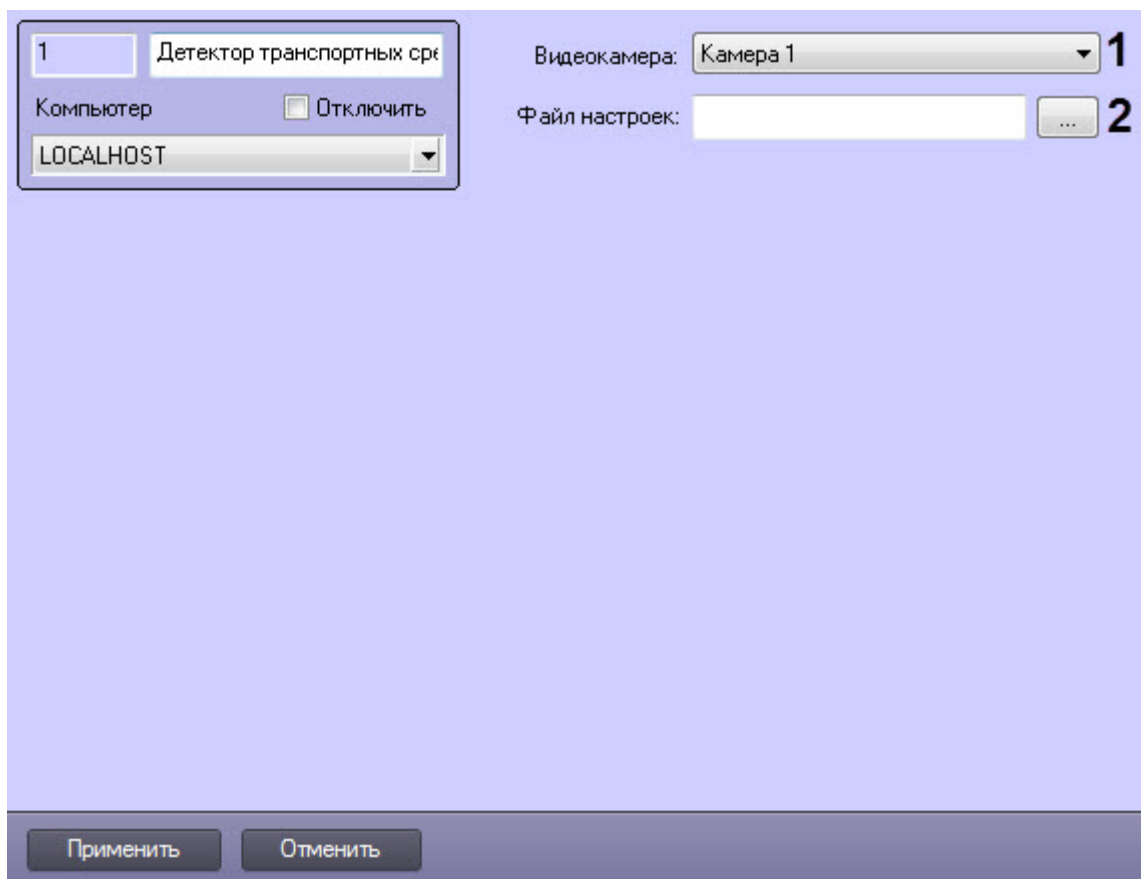 1 Детектор транспортных сре
Компьютер Отключить
LOCALHOST
Видеокамера: Камера 1 1
Файл настроек: ... 2
Применить Отменить